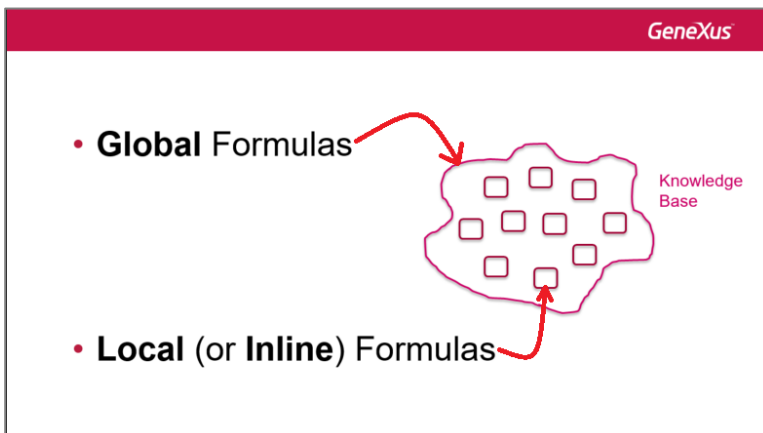 GeneXus
• Global Formulas
Knowledge
Base
• Local (or Inline) Formulas